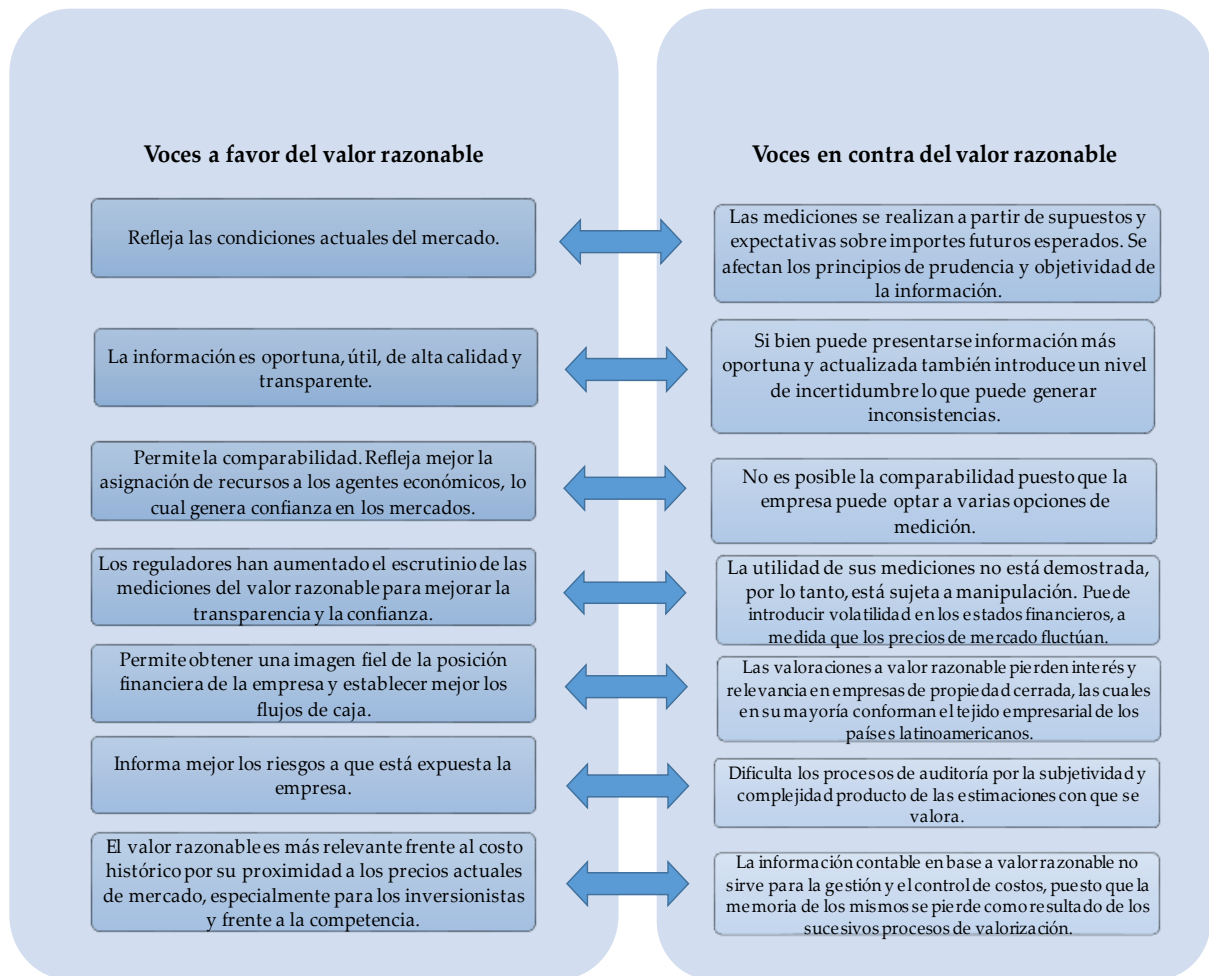 Voces a favor del valor razonable
Refleja las condiciones actuales del mercado.
La información es oportuna, útil, de alta calidad y
transparente.
Permite la comparabilidad. Refleja mejor la
asignación de recursos a los agentes económicos, lo
cual genera confianza en los mercados.
Los reguladores han aumentado el escrutinio de las
mediciones del valor razonable para mejorar la
transparencia y la confianza.
Permite obtener una imagen fiel de la posición
financiera de la empresa y establecer mejor los
flujos de caja.
Informa mejor los riesgos a que está expuesta la
empresa.
El valor razonable es más relevante frente al costo
histórico por su proximidad a los precios actuales
de mercado, especialmente para los inversionistas
y frente a la competencia.
Voces en contra del valor razonable
Las mediciones se realizan a partir de supuestos y
expectativas sobre importes futuros esperados. Se
afectan los principios de prudencia y objetividad de
la información.
Si bien puede presentarse información más
oportuna y actualizada también introduce un nivel
de incertidumbre lo que puede generar
inconsistencias.
No es posible la comparabilidad puesto que la
empresa puede optar a varias opciones de
medición.
La utilidad de sus mediciones no está demostrada,
por lo tanto, está sujeta a manipulación. Puede
introducir volatilidad en los estados financieros, a
medida que los precios de mercado fluctúan.
Las valoraciones a valor razonable pierden interés y
relevancia en empresas de propiedad cerrada, las cuales
en su mayoría conforman el tejido empresarial de los
países latinoamericanos.
Dificulta los procesos de auditoría por la subjetividad y
complejidad producto de las estimaciones con que se
valora.
La información contable en base a valor razonable no
sirve para la gestión y el control de costos, puesto que la
memoria de los mismos se pierde como resultado de los
sucesivos procesos de valorización.